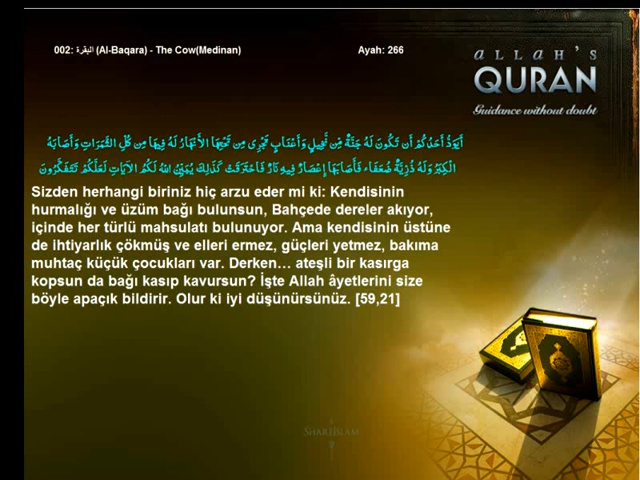 002: البقرة (Al-Baqara) - The Cow(Medinan) Ayah: 266
ALLAH'S
QURAN
Guidance without doubt
أَيَوَدُّ أَحَدُكُمْ أَن تَكُونَ لَهُ جَنَّةٌ مِّن نَّخِيلٍ وَأَعْنَابٍ تَجْرِي مِن تَحْتِهَا الأَنْهَارُ لَهُ فِيهَا مِن كُلِّ الثَّمَرَاتِ وَأَصَابَهُ
الْكِبَرُ وَلَهُ ذُرِّيَّةٌ ضُعَفَاء فَأَصَابَهَا إِعْصَارٌ فِيهِ نَارٌ فَاحْتَرَقَتْ كَذَلِكَ يُبَيِّنُ اللّهُ لَكُمُ الآيَاتِ لَعَلَّكُمْ تَتَفَكَّرُونَ
Sizden herhangi biriniz hiç arzu eder mi ki: Kendisinin
hurmalığı ve üzüm bağı bulunsun, Bahçede dereler akıyor,
içinde her türlü mahsulatı bulunuyor. Ama kendisinin üstüne
de ihtiyarlık çökmüş ve elleri ermez, güçleri yetmez, bakıma
muhtaç küçük çocukları var. Derken… ateşli bir kasırga
kopsun da bağı kasıp kavursun? İşte Allah âyetlerini size
böyle apaçık bildirir. Olur ki iyi düşünürsünüz. [59,21]
SHAREISLAM